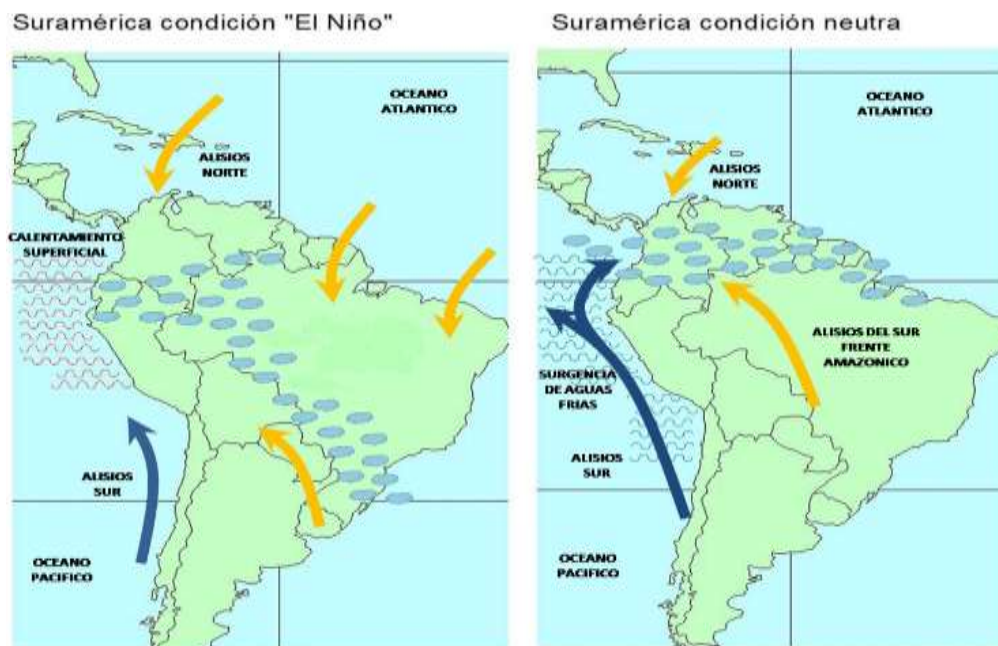 Suramérica condición "El Niño"
OCEANO
ATLANTICO
ALISIOS
NORTE
CALENTAMIENTO
SUPERFICIAL
ALISIOS
SUR
OCEANO
PACIFICO
Suramérica condición neutra
OCEANO
ATLANTICO
ALISIOS
NORTE
ALISIOS DEL SUR
FRENTE
AMAZONICO
SURGENCIA
DE AGUAS
FRIAS
ALISIOS
SUR
OCEANO
PACIFICO